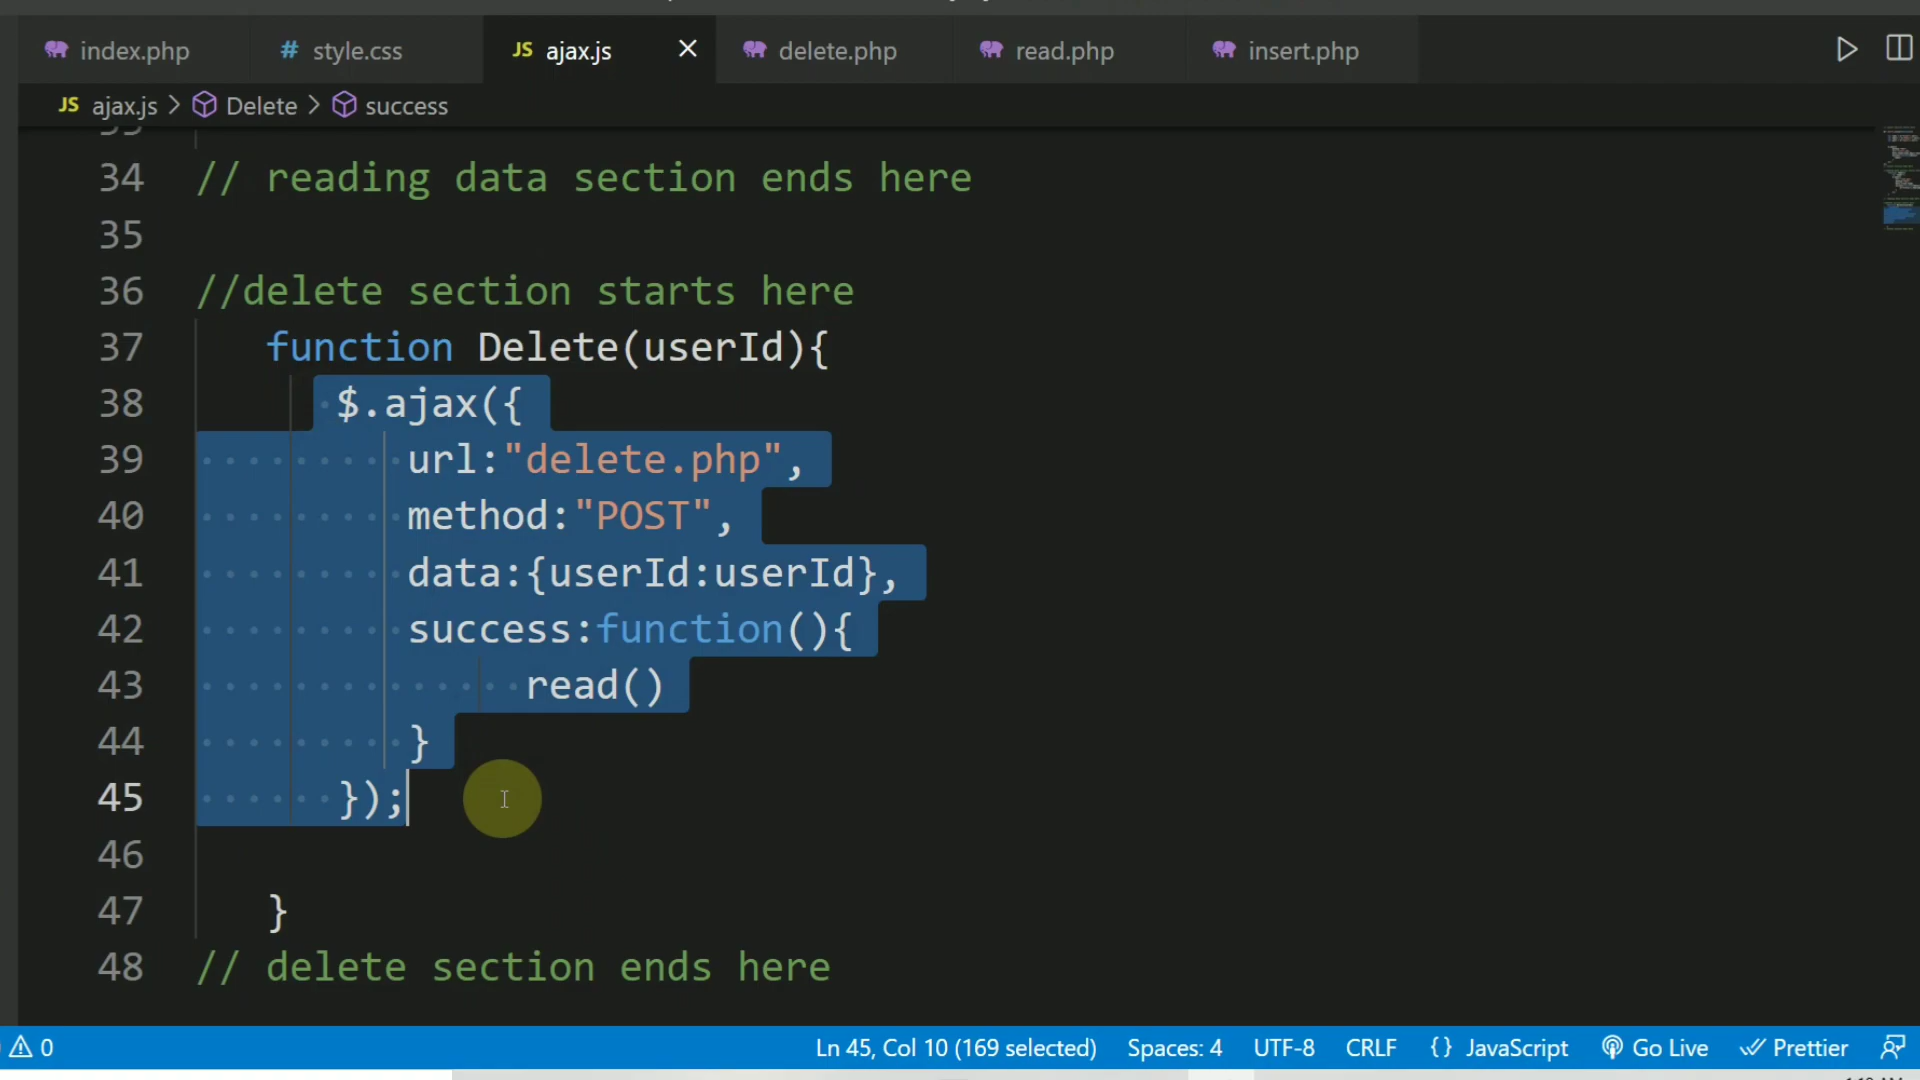 index.php # style.css JS ajax.js × delete.php read.php insert.php
JS ajax.js > Delete > success
34 // reading data section ends here
35
36 //delete section starts here
37 function Delete(userId){
38 $.ajax({
39 url:"delete.php",
40 method:"POST",
41 data:{userId:userId},
42 success:function(){
43 read()
44 }
45 });
46
47 }
48 // delete section ends here
0 Ln 45, Col 10 (169 selected) Spaces: 4 UTF-8 CRLF {} JavaScript Go Live Prettier